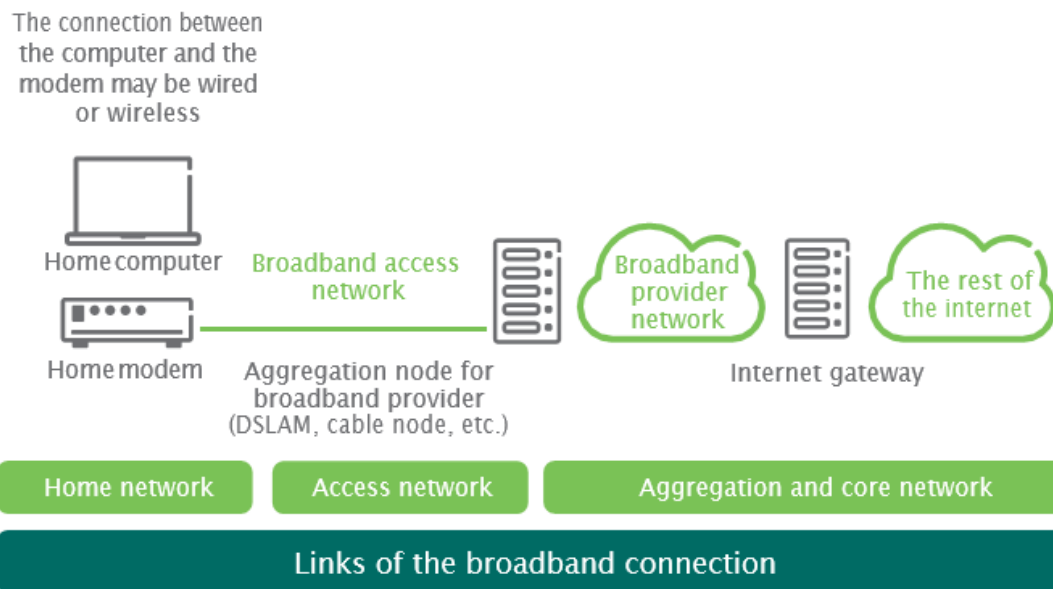 The connection between
the computer and the
modem may be wired
or wireless
Home computer
Broadband access
network
Broadband
provider
network
The rest of
the internet
Home modem
Aggregation node for
broadband provider
(DSLAM, cable node, etc.)
Internet gateway
Home network
Access network
Aggregation and core network
Links of the broadband connection